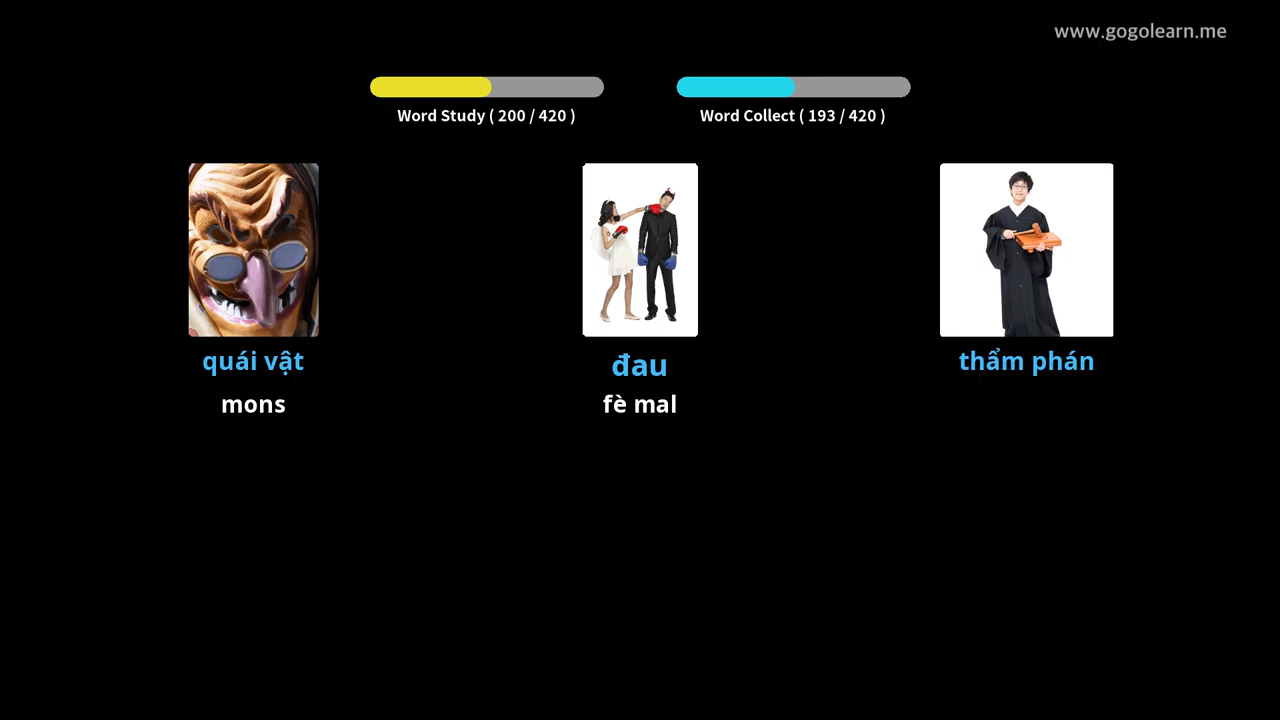 www.gogolearn.me
Word Study ( 200 / 420 )
Word Collect ( 193 / 420 )
quái vật
đau
thẩm phán
mons
fè mal